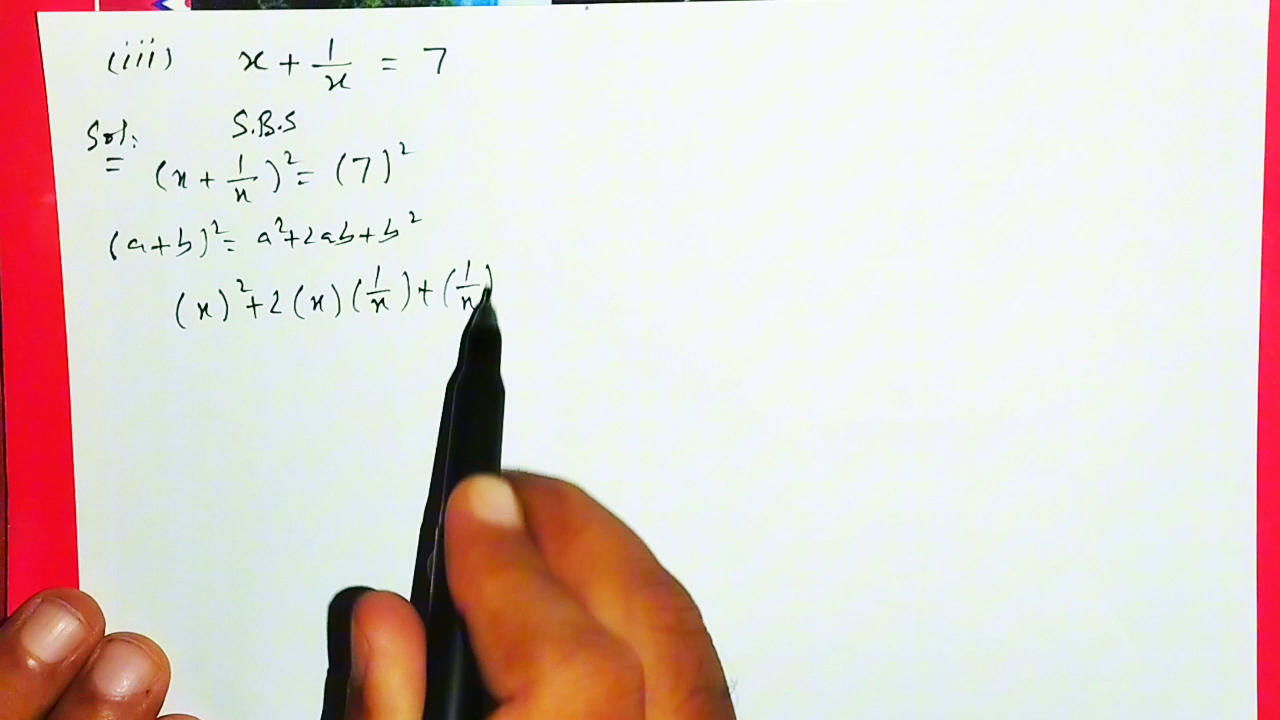 (iii) x + 1/x = 7
Sol: S.B.S
(x + 1/x)² = (7)²
(a+b)² = a²+2ab+b²
(x)²+2(x)(1/x)+(1/x)